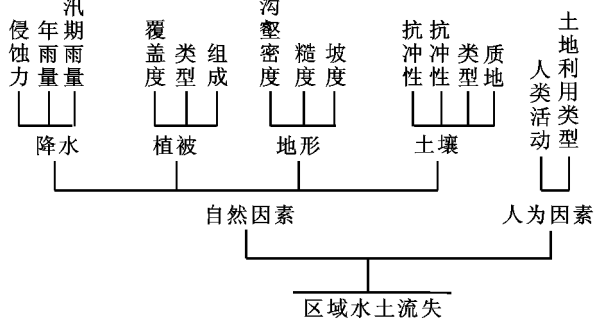 侵蚀力
年雨量
汛期雨量
覆盖度
类型
组成
沟壑密度
糙度
坡度
抗冲性
抗冲性
类型
质地
人类活动
土地利用类型
降水
植被
地形
土壤
自然因素
人为因素
区域水土流失